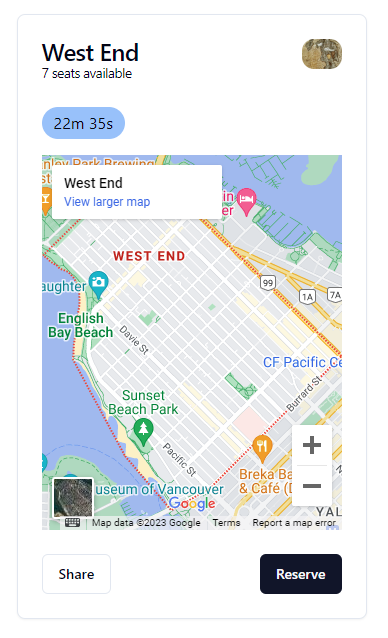 West End
7 seats available
22m 35s
nley Park Brewing
West End
View larger map
WEST END
99
1A
7A
aughter
English
Bay Beach
Davie St
CF Pacific Ce
Burrard St
Sunset
Beach Park
Pacific St
Breka Ba
& Café (D
useum of Vancouver
YAL
Google
Map data ©2023 Google
Terms
Report a map error
Share
Reserve